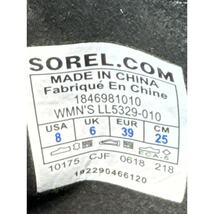 SOREL.COM
MADE IN CHINA
Fabriqué En Chine
1846981010
WMN'S LL5329-010
USA UK EUR CM
8 6 39 25
10175 CJF 0618 218
192290466120